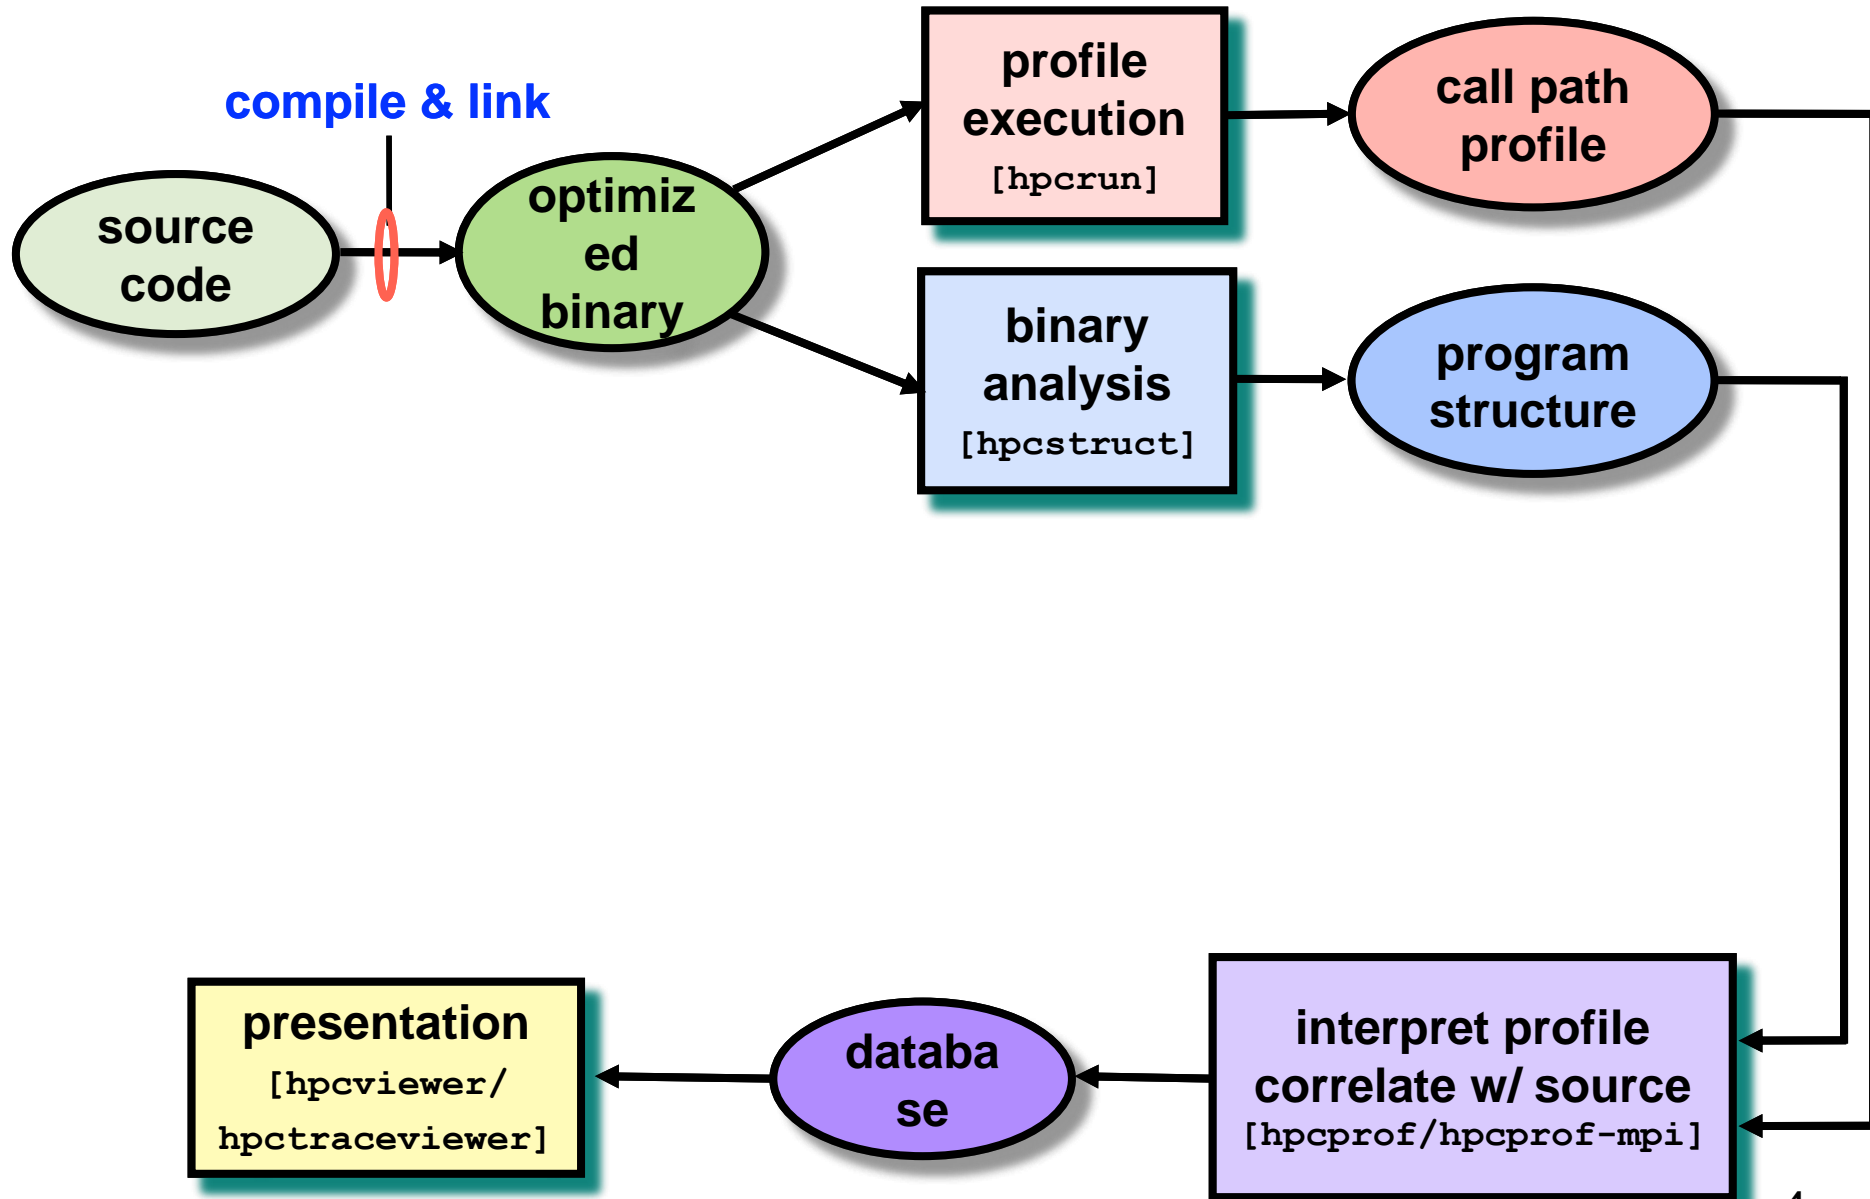 compile & link
source
code
optimiz
ed
binary
profile
execution
[hpcrun]
call path
profile
binary
analysis
[hpcstruct]
program
structure
presentation
[hpcviewer/
hpctraceviewer]
databa
se
interpret profile
correlate w/ source
[hpcprof/hpcprof-mpi]